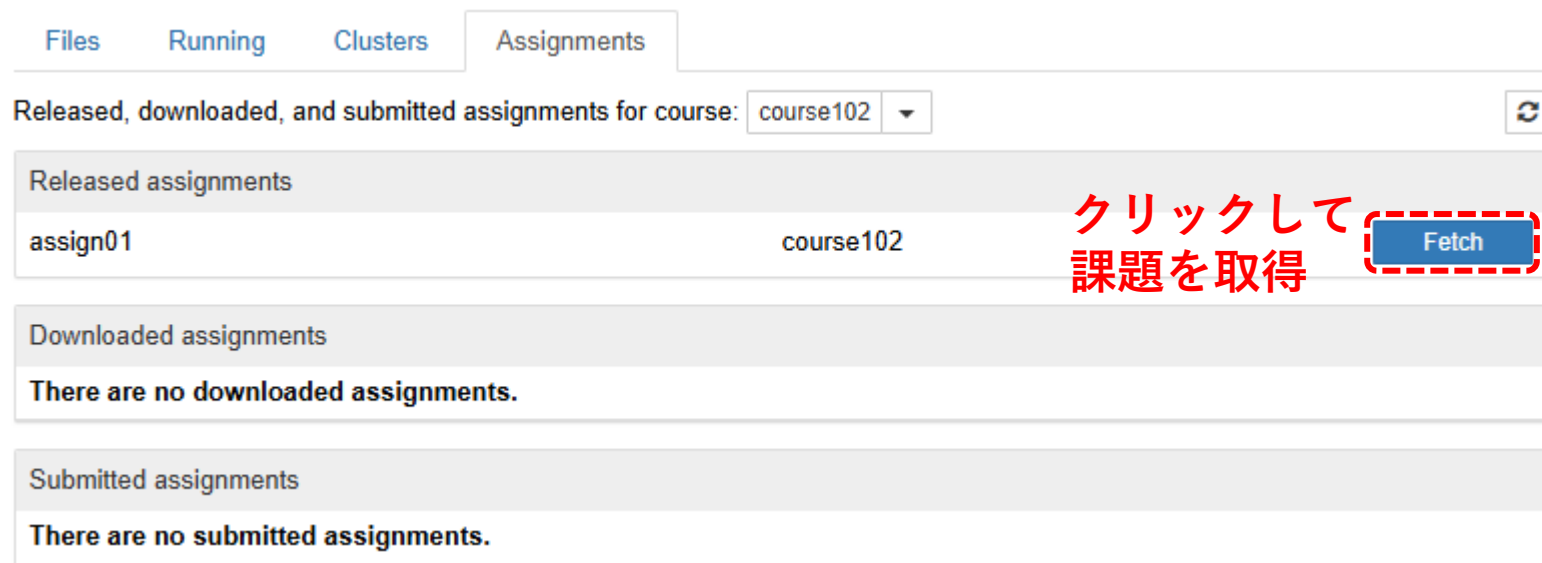 Files Running Clusters Assignments
Released, downloaded, and submitted assignments for course: course102
Released assignments
クリックして
課題を取得
assign01 course102 Fetch
Downloaded assignments
There are no downloaded assignments.
Submitted assignments
There are no submitted assignments.